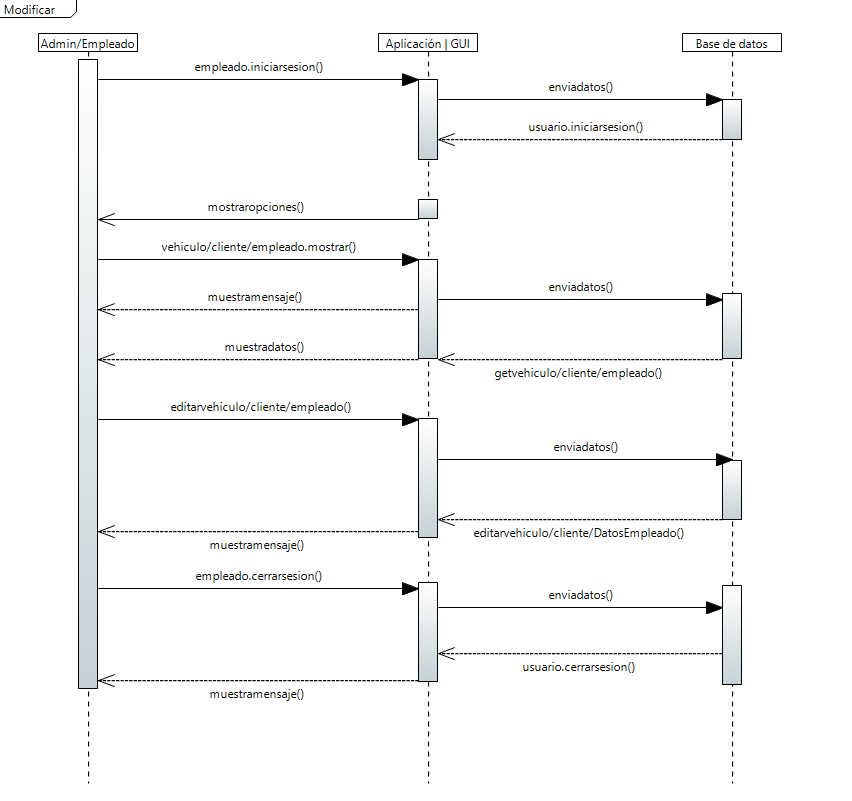 Modificar
Admin/Empleado
Aplicación | GUI
Base de datos
empleado.iniciarsesion()
enviadatos()
usuario.iniciarsesion()
mostraropciones()
vehiculo/cliente/empleado.mostrar()
enviadatos()
muestramensaje()
muestradatos()
getvehiculo/cliente/empleado()
editarvehiculo/cliente/empleado()
enviadatos()
editarvehiculo/cliente/DatosEmpleado()
muestramensaje()
empleado.cerrarsesion()
enviadatos()
usuario.cerrarsesion()
muestramensaje()